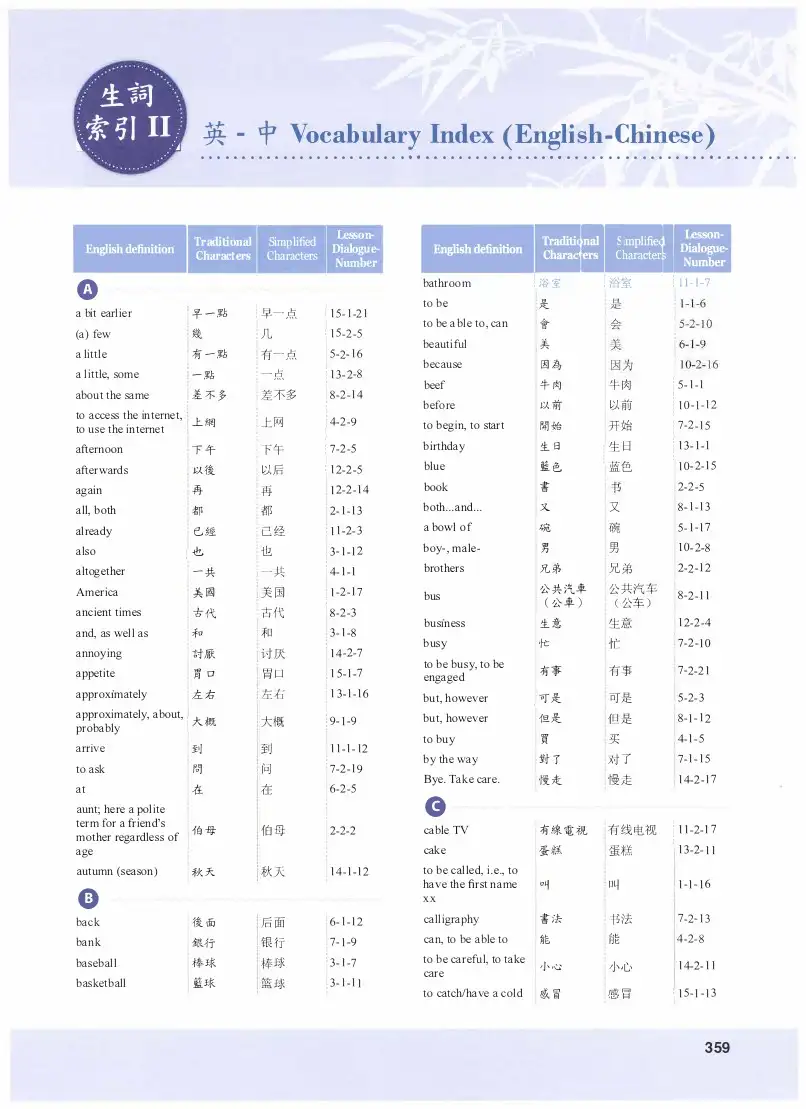 生詞
索引 II
英 - 中 Vocabulary Index (English-Chinese)
English definition Traditional Characters Simplified Characters Lesson-Dialogue-Number
A
a bit earlier 早一點 早一点 15-1-21
(a) few 幾 几 15-2-5
a little 有一點 有一点 5-2-16
a little, some 一點 一点 13-2-8
about the same 差不多 差不多 8-2-14
to access the internet, to use the internet 上網 上网 4-2-9
afternoon 下午 下午 7-2-5
afterwards 以後 以后 12-2-5
again 再 再 12-2-14
all, both 都 都 2-1-13
already 已經 已经 11-2-3
also 也 也 3-1-12
altogether 一共 一共 4-1-1
America 美國 美国 1-2-17
ancient times 古代 古代 8-2-3
and, as well as 和 和 3-1-8
annoying 討厭 讨厌 14-2-7
appetite 胃口 胃口 15-1-7
approximately 左右 左右 13-1-16
approximately, about, probably 大概 大概 9-1-9
arrive 到 到 11-1-12
to ask 問 问 7-2-19
at 在 在 6-2-5
aunt; here a polite term for a friend's mother regardless of age 伯母 伯母 2-2-2
autumn (season) 秋天 秋天 14-1-12
B
back 後面 后面 6-1-12
bank 銀行 银行 7-1-9
baseball 棒球 棒球 3-1-7
basketball 籃球 篮球 3-1-11
English definition Traditional Characters Simplified Characters Lesson-Dialogue-Number
bathroom 浴室 浴室 11-1-7
to be 是 是 1-1-6
to be able to, can 會 会 5-2-10
beautiful 美 美 6-1-9
because 因為 因为 10-2-16
beef 牛肉 牛肉 5-1-1
before 以前 以前 10-1-12
to begin, to start 開始 开始 7-2-15
birthday 生日 生日 13-1-1
blue 藍色 蓝色 10-2-15
book 書 书 2-2-5
both...and... 又 又 8-1-13
a bowl of 碗 碗 5-1-17
boy-, male- 男 男 10-2-8
brothers 兄弟 兄弟 2-2-12
bus 公共汽車（公車） 公共汽车（公车） 8-2-11
business 生意 生意 12-2-4
busy 忙 忙 7-2-10
to be busy, to be engaged 有事 有事 7-2-21
but, however 可是 可是 5-2-3
but, however 但是 但是 8-1-12
to buy 買 买 4-1-5
by the way 對了 对了 7-1-15
Bye. Take care. 慢走 慢走 14-2-17
C
cable TV 有線電視 有线电视 11-2-17
cake 蛋糕 蛋糕 13-2-11
to be called, i.e., to have the first name xx 叫 叫 1-1-16
calligraphy 書法 书法 7-2-13
can, to be able to 能 能 4-2-8
to be careful, to take care 小心 小心 14-2-11
to catch/have a cold 感冒 感冒 15-1-13
359